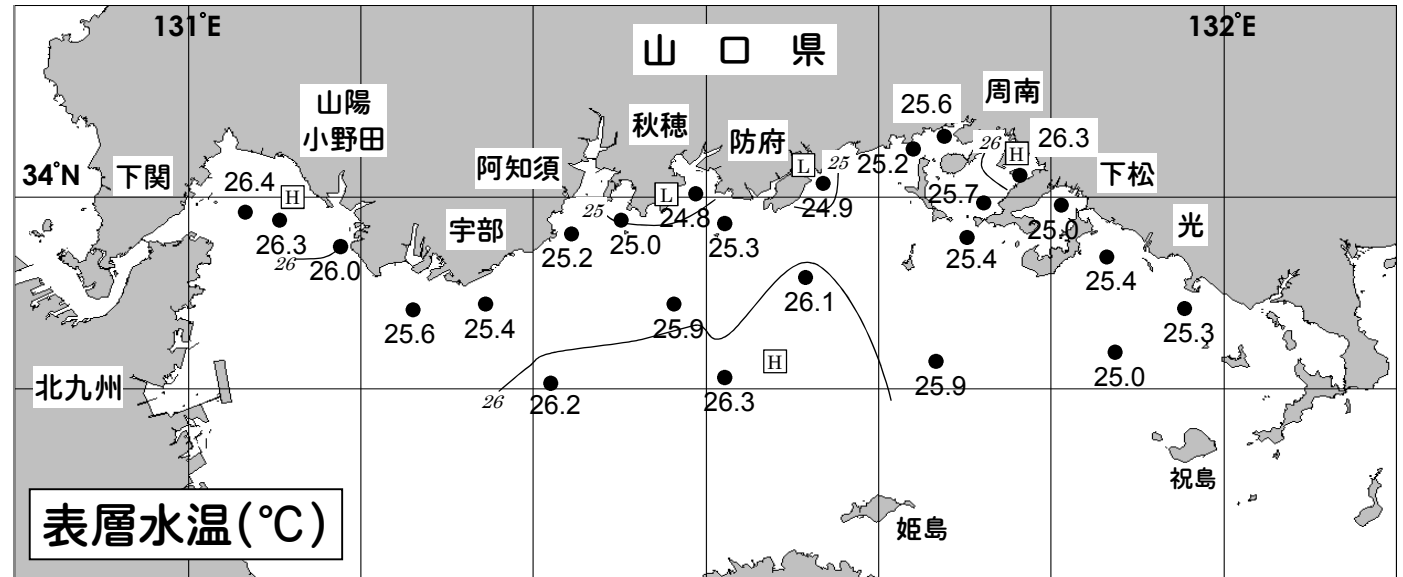 131°E
132°E
山口県
山陽
小野田
秋穂
防府
周南
25.6
26.3
34°N
下関
阿知須
宇部
下松
光
26
H
25
25.2
L
26.4
H
L
24.8
24.9
25.7
25.0
26.3
26
26.0
25
25.2
25.0
25.3
25.4
25.4
26.1
25.6
25.4
25.9
25.3
北九州
H
26
26.2
26.3
25.9
25.0
祝島
姫島
表層水温(℃)